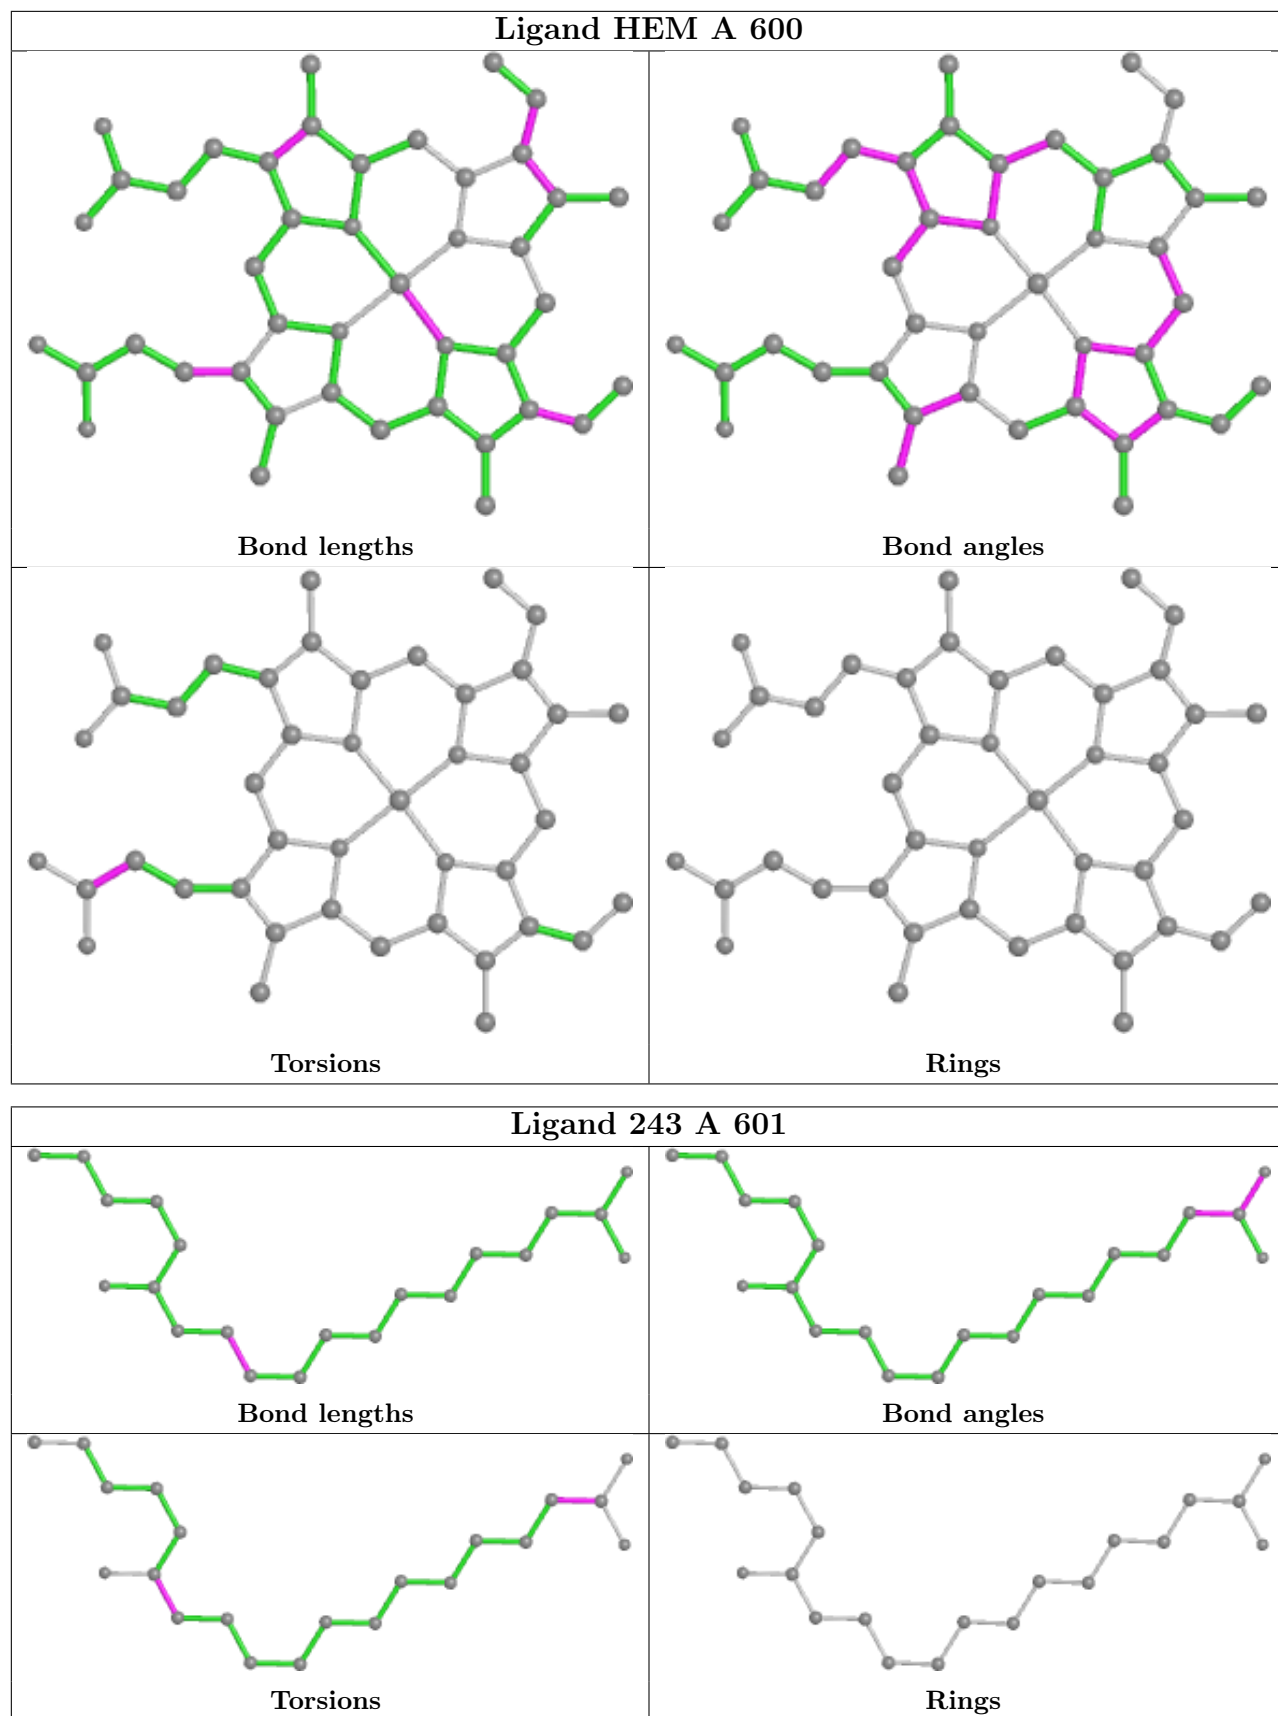 Ligand HEM A 600
Bond lengths
Bond angles
Torsions
Rings
Ligand 243 A 601
Bond lengths
Bond angles
Torsions
Rings